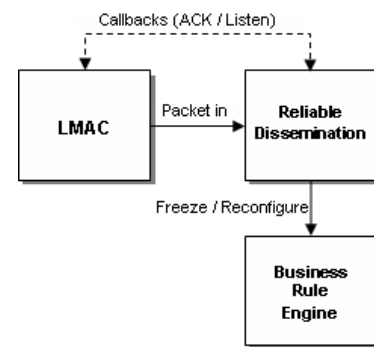 Callbacks (ACK / Listen)
LMAC
Packet in
Reliable
Dissemination
Freeze / Reconfigure
Business
Rule
Engine